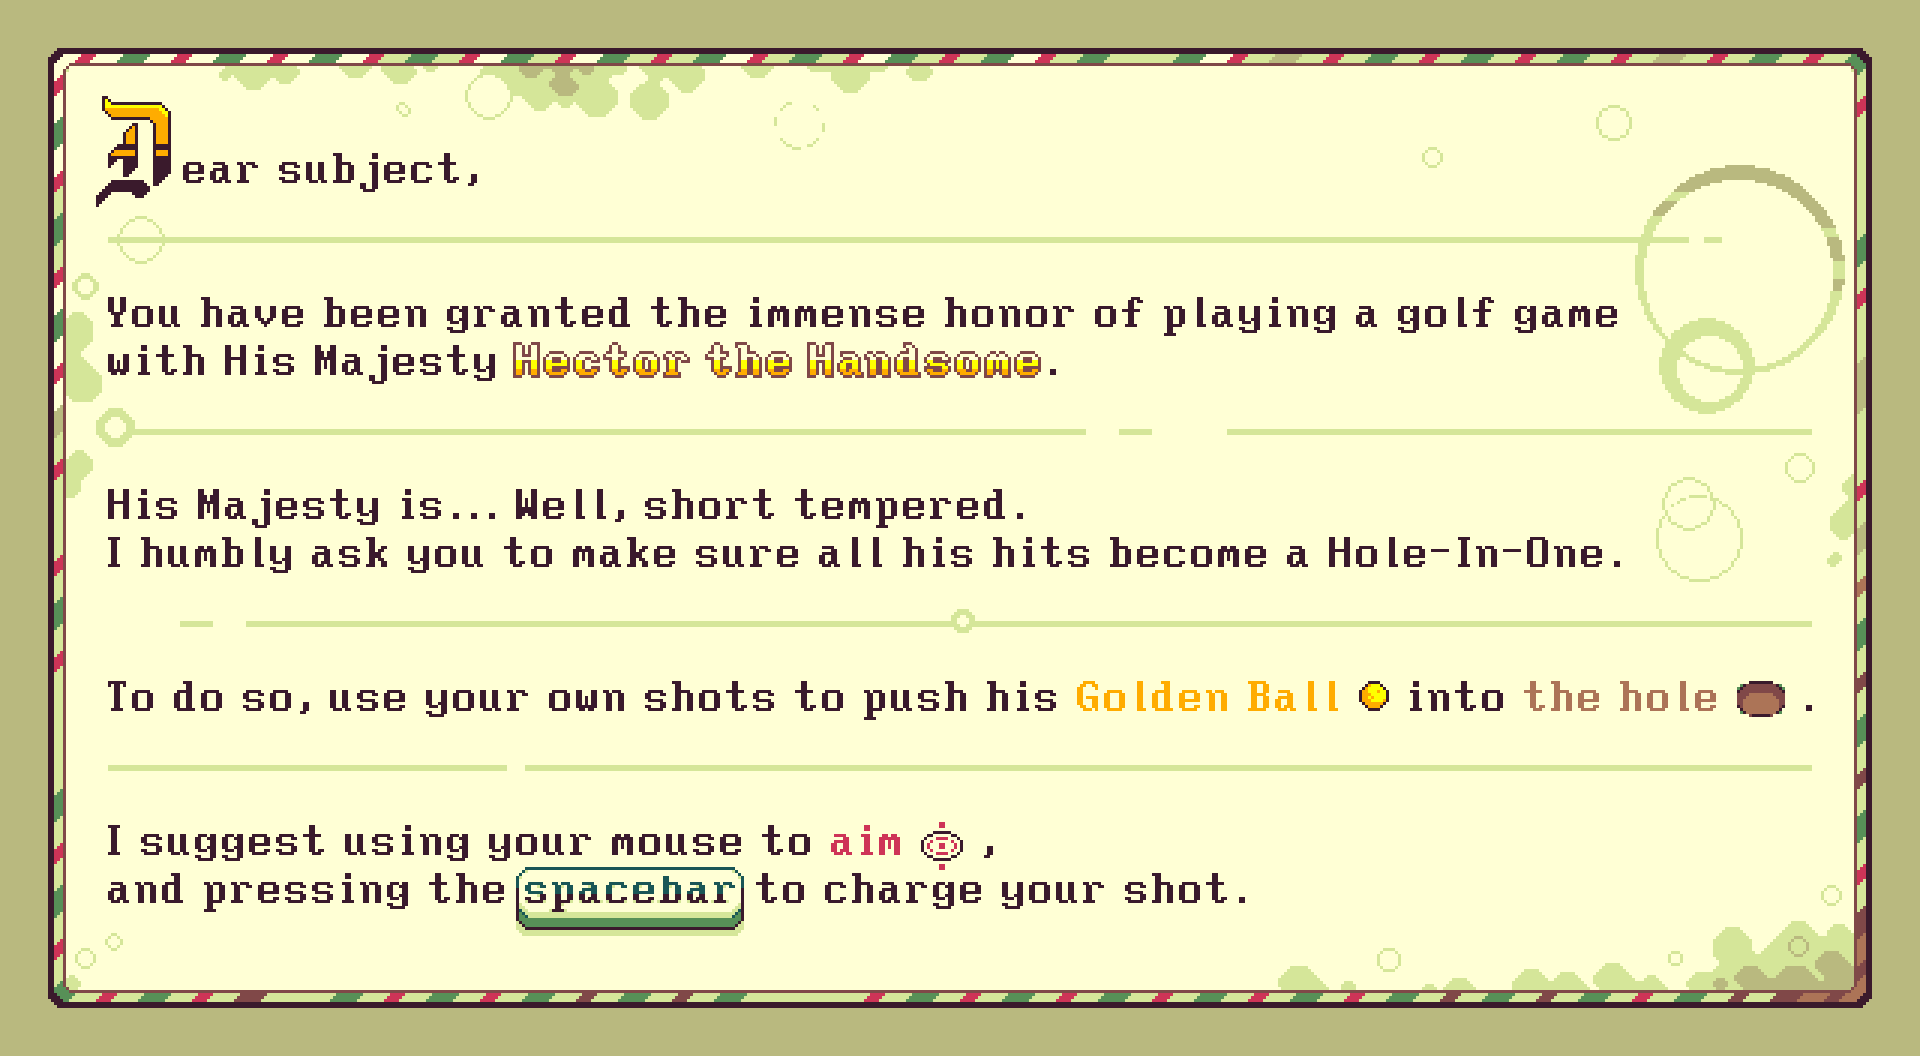 Dear subject,
You have been granted the immense honor of playing a golf game
with His Majesty Hector the Handsome.
His Majesty is... Well, short tempered.
I humbly ask you to make sure all his hits become a Hole-In-One.
To do so, use your own shots to push his Golden Ball into the hole .
I suggest using your mouse to aim ,
and pressing the spacebar to charge your shot.